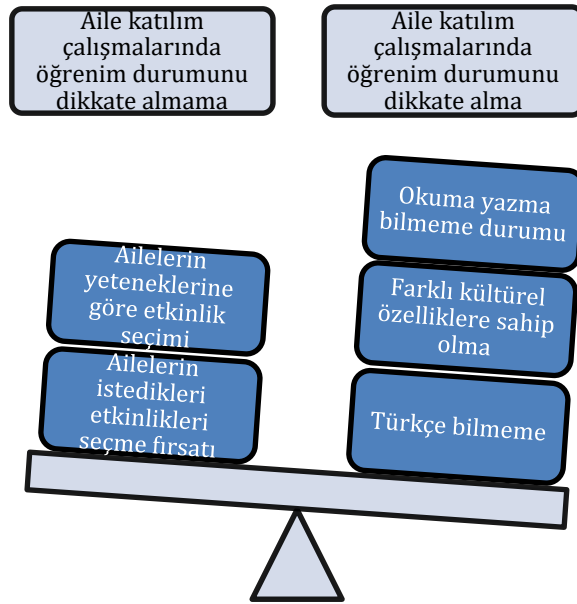 Aile katılım
çalışmalarında
öğrenim durumunu
dikkate almama
Aile katılım
çalışmalarında
öğrenim durumunu
dikkate alma
Ailelerin
yeteneklerine
göre etkinlik
seçimi
Ailelerin
istedikleri
etkinlikleri
seçme fırsatı
Okuma yazma
bilmeme durumu
Farklı kültürel
özelliklere sahip
olma
Türkçe bilmeme